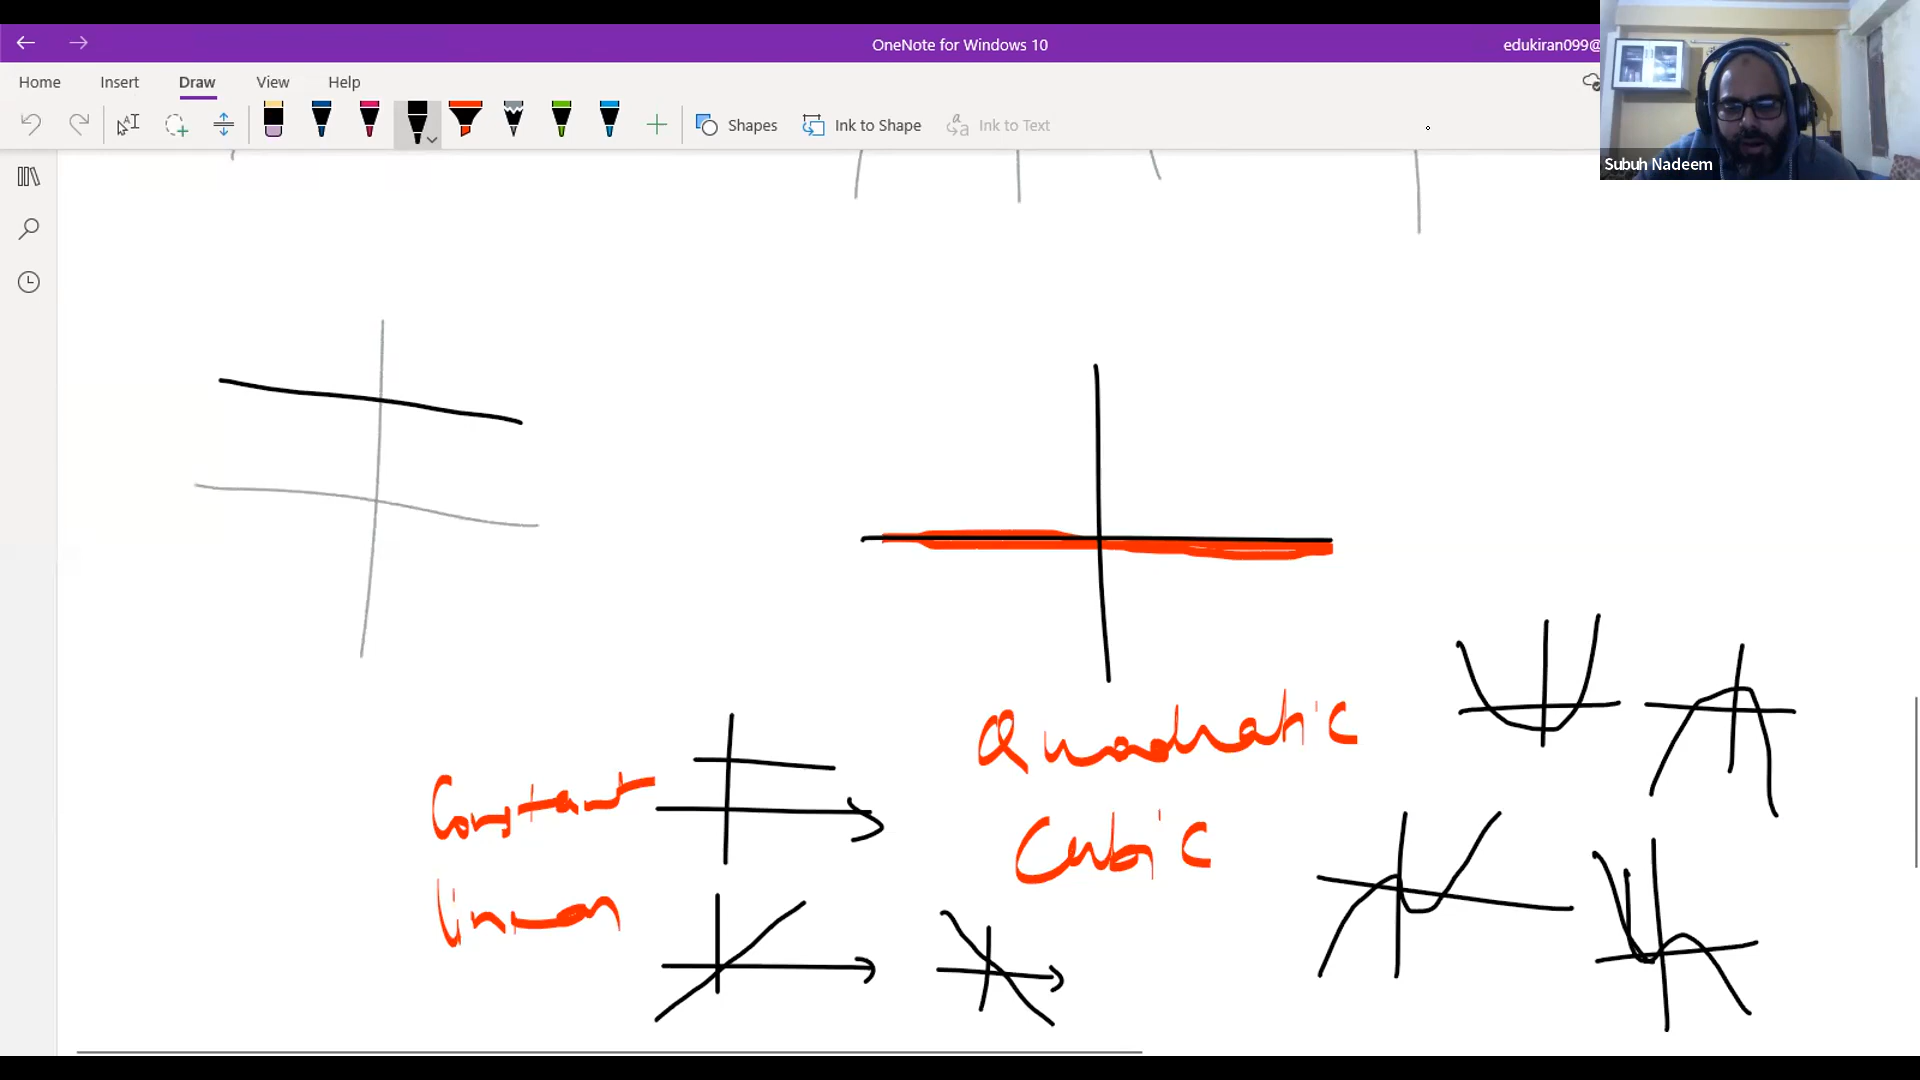 OneNote for Windows 10
edukiran099@
Home Insert Draw View Help
Shapes Ink to Shape Ink to Text
Subuh Nadeem
Quadratic
Constant
Cubic
linear